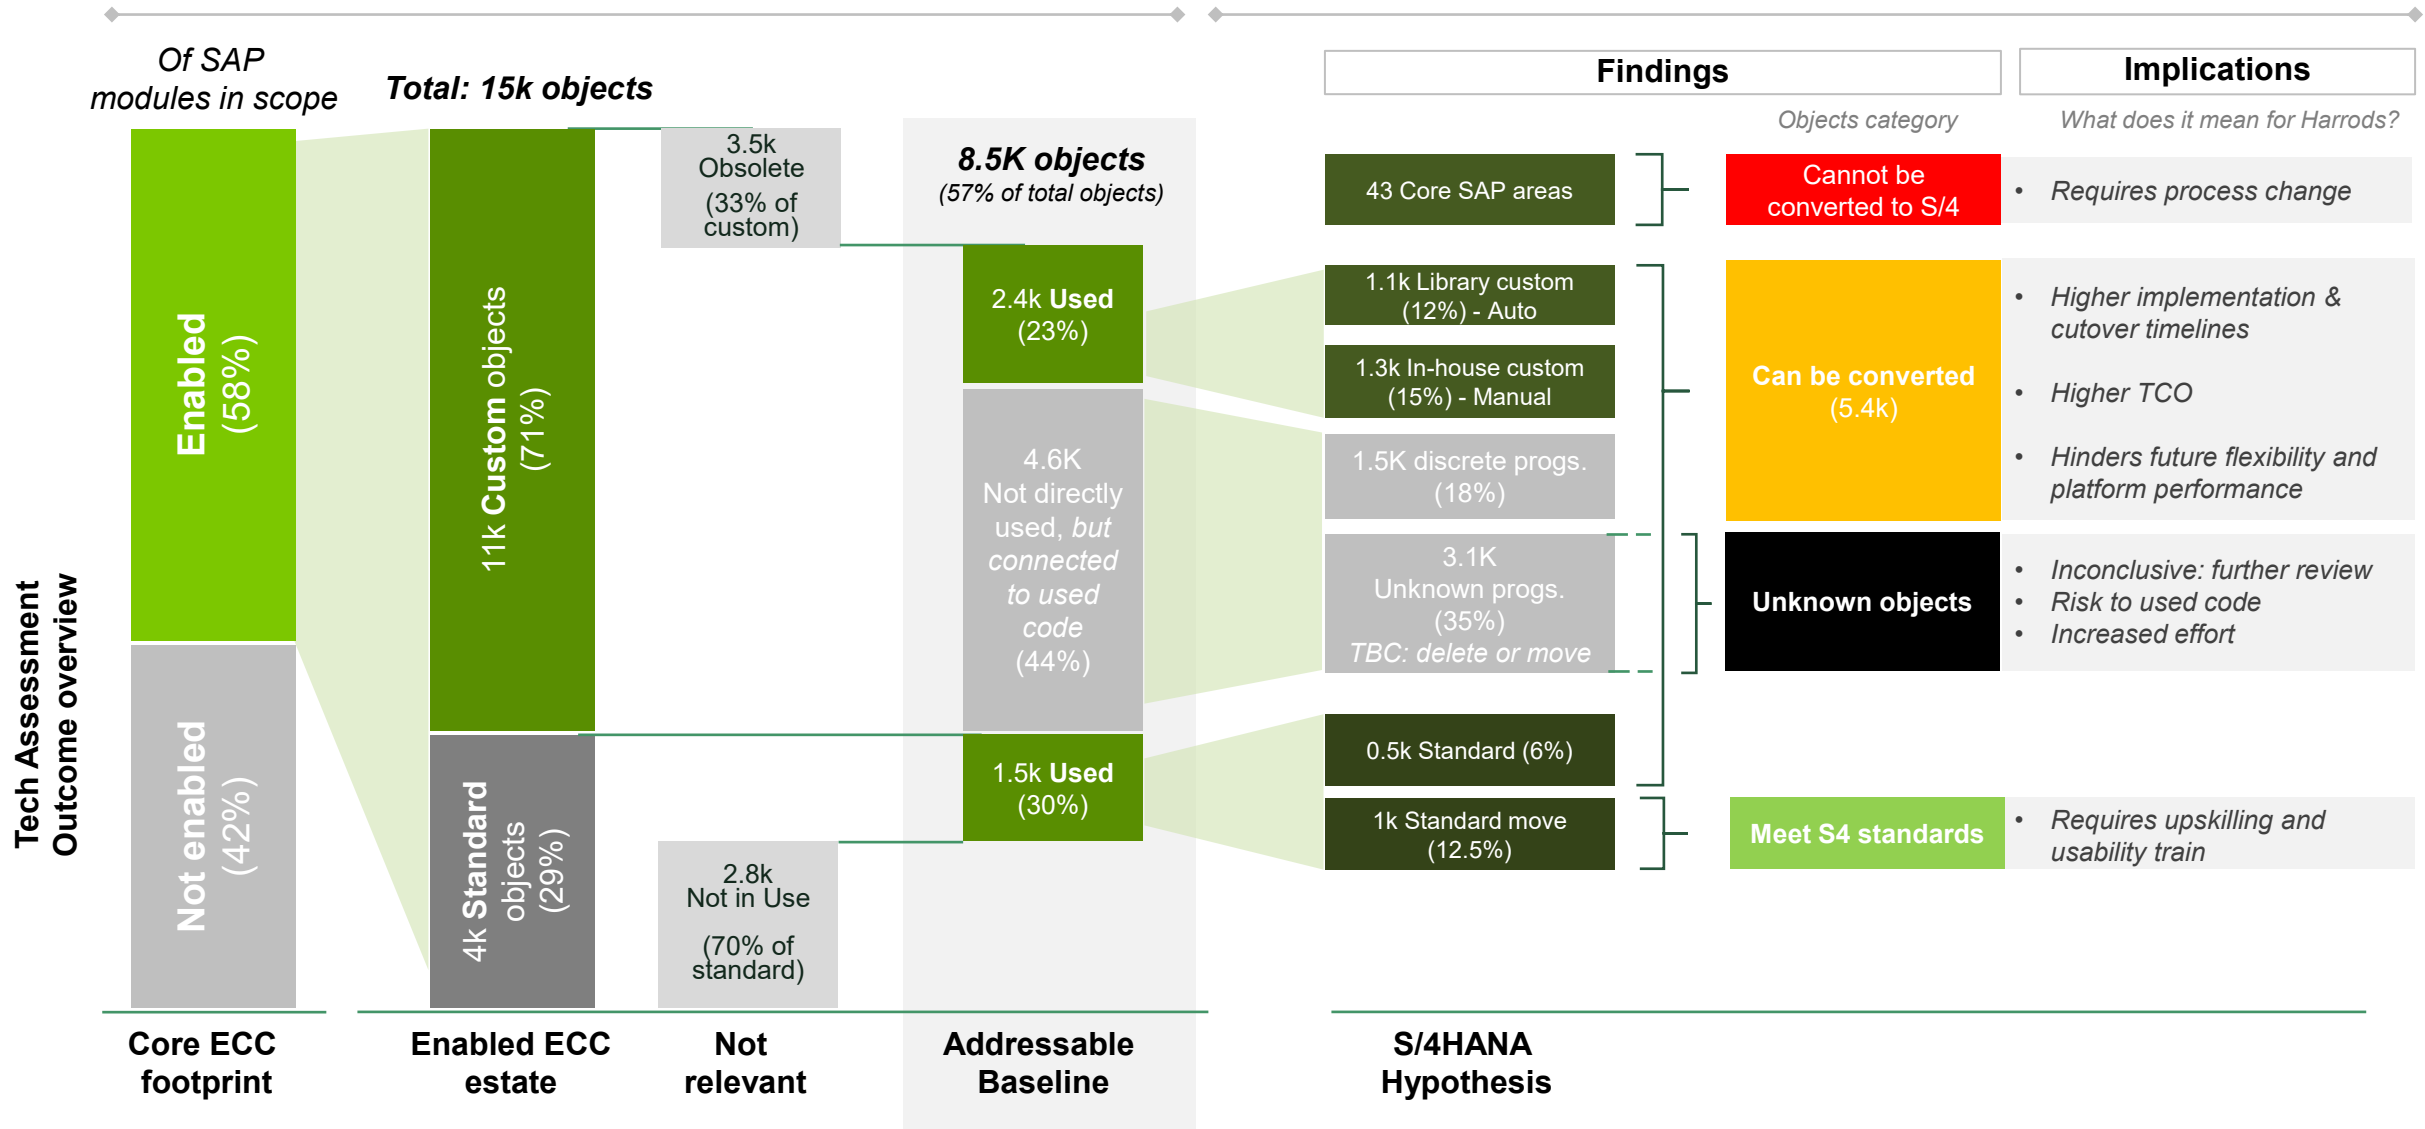 Of SAP
modules in scope
Total: 15k objects
Enabled
(58%)
Not enabled
(42%)
11k Custom objects
(71%)
4k Standard
objects
(29%)
3.5k
Obsolete
(33% of
custom)
2.8k
Not in Use
(70% of
standard)
8.5K objects
(57% of total objects)
2.4k Used
(23%)
4.6K
Not directly
used, but
connected
to used
code
(44%)
1.5k Used
(30%)
Findings
Implications
Objects category
What does it mean for Harrods?
43 Core SAP areas
Cannot be
converted to S/4
• Requires process change
1.1k Library custom
(12%) - Auto
1.3k In-house custom
(15%) - Manual
1.5K discrete progs.
(18%)
3.1K
Unknown progs.
(35%)
TBC: delete or move
0.5k Standard (6%)
1k Standard move
(12.5%)
Can be converted
(5.4k)
• Higher implementation &
cutover timelines
• Higher TCO
• Hinders future flexibility and
platform performance
Unknown objects
• Inconclusive: further review
• Risk to used code
• Increased effort
Meet S4 standards
• Requires upskilling and
usability train
Tech Assessment
Outcome overview
Core ECC
footprint
Enabled ECC
estate
Not
relevant
Addressable
Baseline
S/4HANA
Hypothesis